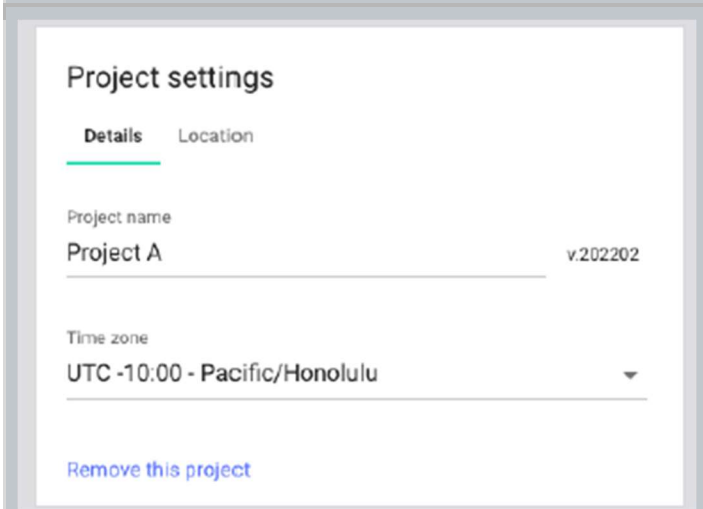 Project settings
Details Location
Project name
Project A v.202202
Time zone
UTC -10:00 - Pacific/Honolulu
Remove this project